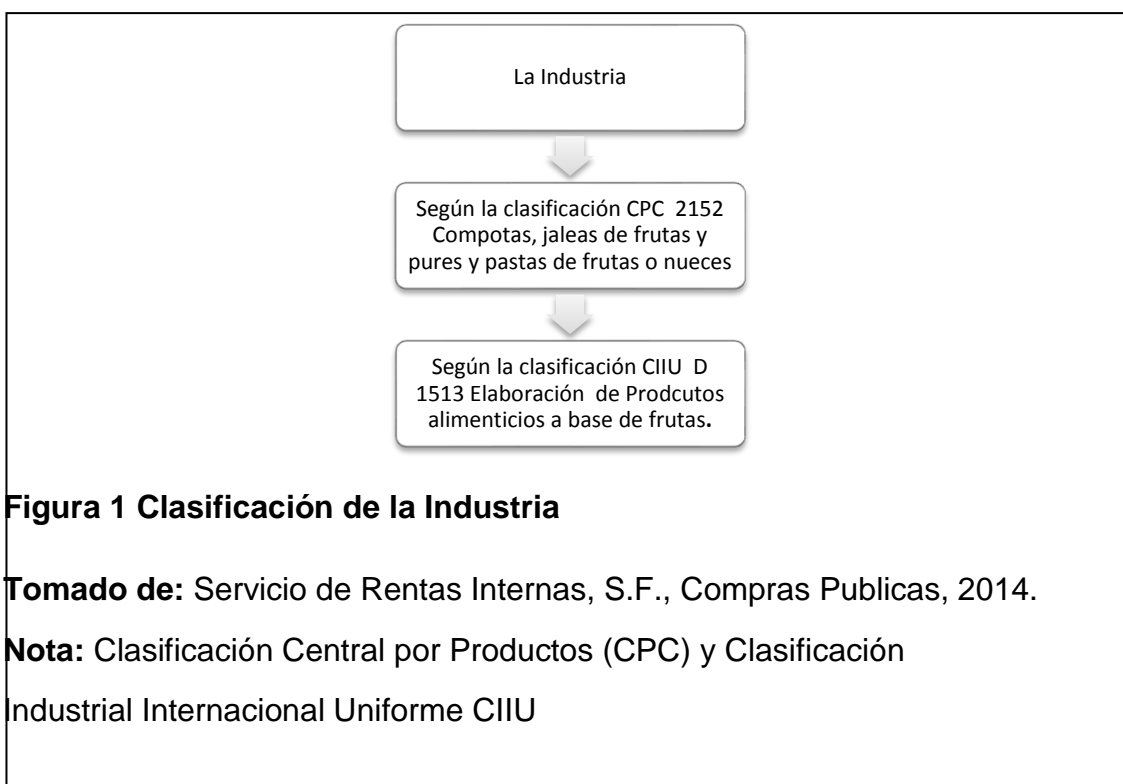 La Industria
Según la clasificación CPC 2152
Compotas, jaleas de frutas y
pures y pastas de frutas o nueces
Según la clasificación CIIU D
1513 Elaboración de Prodcutos
alimenticios a base de frutas.
Figura 1 Clasificación de la Industria
Tomado de: Servicio de Rentas Internas, S.F., Compras Publicas, 2014.
Nota: Clasificación Central por Productos (CPC) y Clasificación
Industrial Internacional Uniforme CIIU